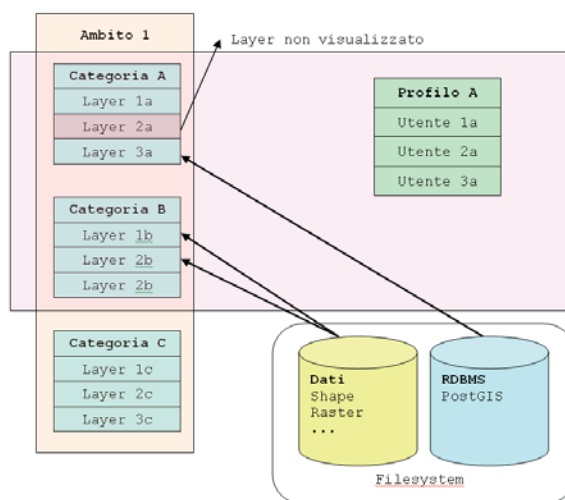 Ambito 1
Layer non visualizzato
Categoria A
Layer 1a
Layer 2a
Layer 3a
Profilo A
Utente 1a
Utente 2a
Utente 3a
Categoria B
Layer 1b
Layer 2b
Layer 2b
Categoria C
Layer 1c
Layer 2c
Layer 3c
Dati
Shape
Raster
...
RDBMS
PostGIS
Filesystem